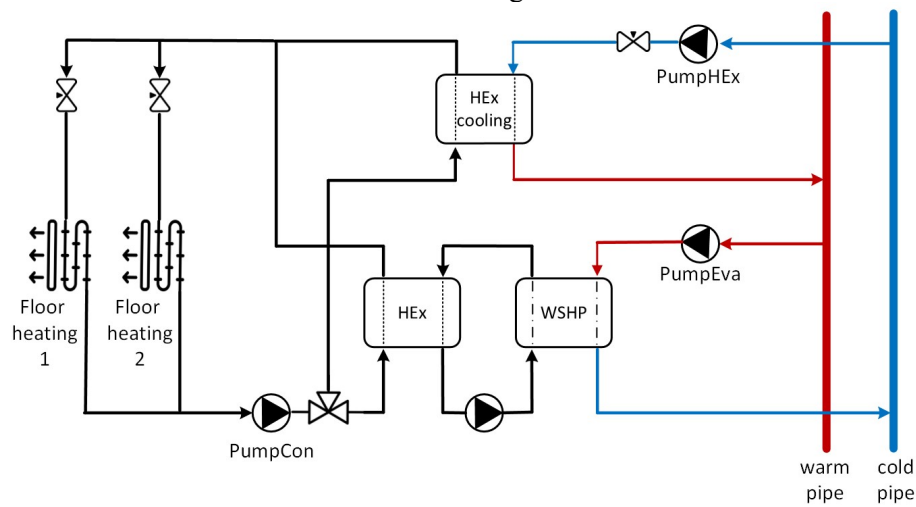 PumpHEx
HEx
cooling
PumpEva
Floor
heating
1
Floor
heating
2
HEx
WSHP
PumpCon
warm
pipe
cold
pipe